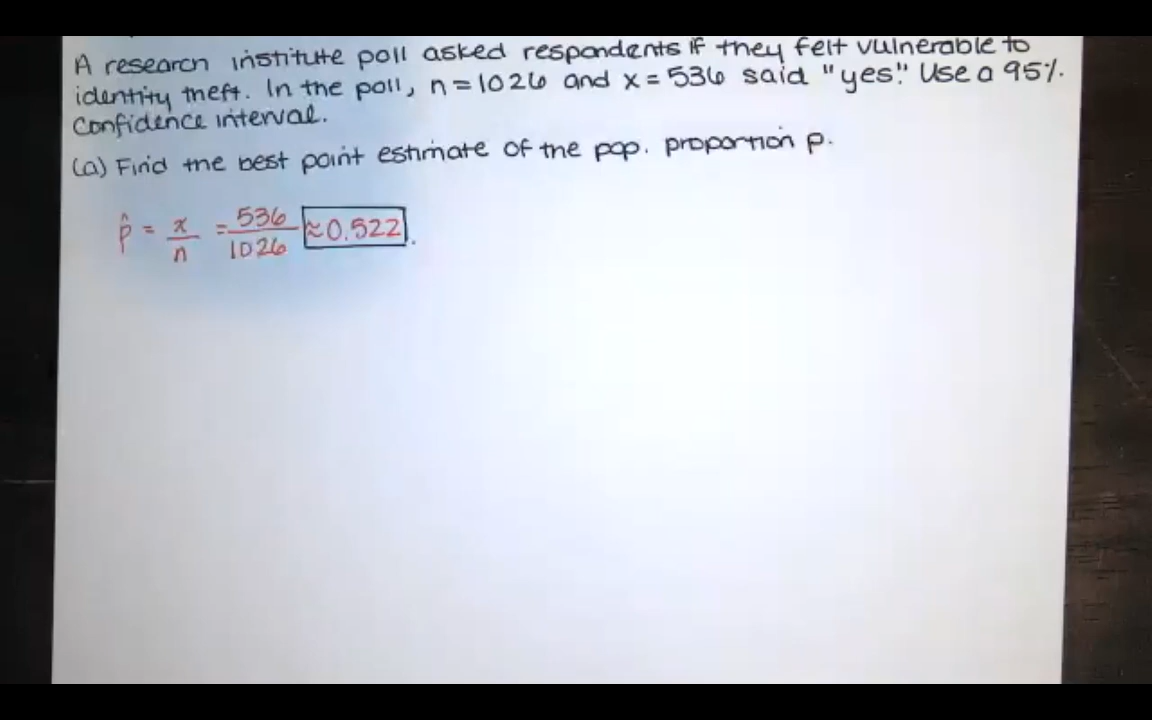 A research institute poll asked respondents if they felt vulnerable to
identity theft. In the poll, n = 1026 and x = 536 said "yes." Use a 95%
confidence interval.
(a) Find the best point estimate of the pop. proportion p.
p̂ = x/n = 536/1026 ≈ 0.522.